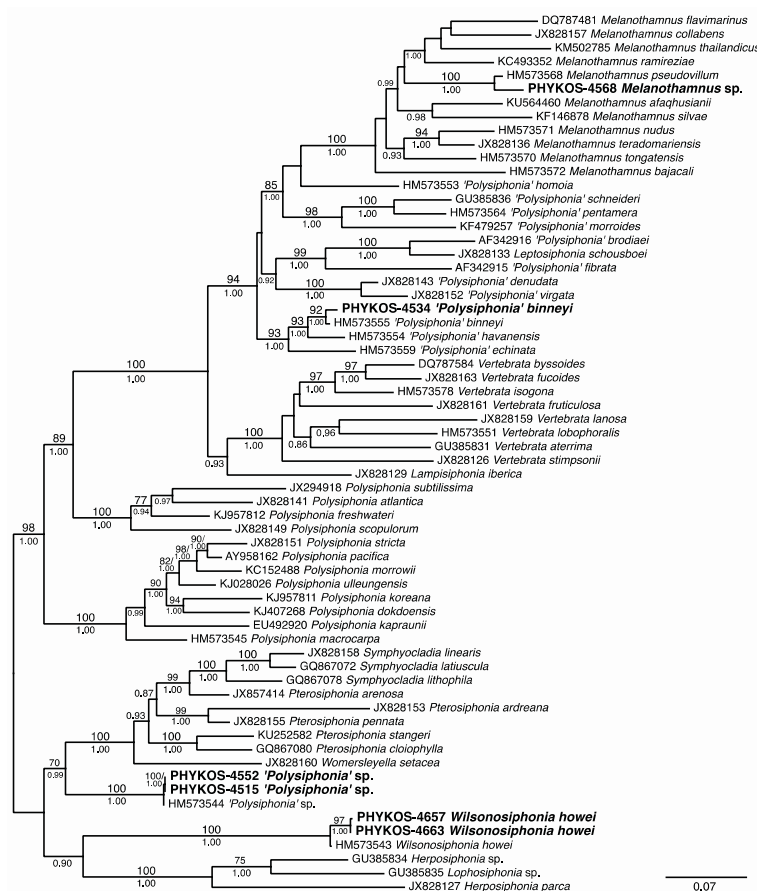 DQ787481 Melanothamnus flavimarinus
JX828157 Melanothamnus collabens
KM502785 Melanothamnus thailandicus
1.00
KC493352 Melanothamnus ramireziae
0.99
100
HM573568 Melanothamnus pseudovillum
1.00
PHYKOS-4568 Melanothamnus sp.
KU564460 Melanothamnus afaqhusianii
0.98
KF146878 Melanothamnus silvae
100
1.00
94
HM573571 Melanothamnus nudus
1.00
JX828136 Melanothamnus teradomariensis
0.93
HM573570 Melanothamnus tongatensis
HM573572 Melanothamnus bajacali
85
1.00
HM573553 'Polysiphonia' homoia
GU385836 'Polysiphonia' schneideri
98
1.00
HM573564 'Polysiphonia' pentamera
KF479257 'Polysiphonia' morroides
100
1.00
AF342916 'Polysiphonia' brodiaei
99
1.00
JX828133 Leptosiphonia schousboei
94
1.00
0.92
AF342915 'Polysiphonia' fibrata
100
1.00
JX828143 'Polysiphonia' denudata
JX828152 'Polysiphonia' virgata
92
1.00
PHYKOS-4534 'Polysiphonia' binneyi
93
1.00
HM573555 'Polysiphonia' binneyi
93
1.00
HM573554 'Polysiphonia' havanensis
HM573559 'Polysiphonia' echinata
100
1.00
97
1.00
DQ787584 Vertebrata byssoides
97
1.00
JX828163 Vertebrata fucoides
HM573578 Vertebrata isogona
JX828161 Vertebrata fruticulosa
100
1.00
JX828159 Vertebrata lanosa
0,96
HM573551 Vertebrata lobophoralis
0.86
GU385831 Vertebrata aterrima
JX828126 Vertebrata stimpsonii
0.93
JX828129 Lampisiphonia iberica
89
1.00
JX294918 Polysiphonia subtilissima
77
0.94
0.97
JX828141 Polysiphonia atlantica
100
1.00
KJ957812 Polysiphonia freshwateri
JX828149 Polysiphonia scopulorum
98
1.00
90/
1.00
JX828151 Polysiphonia stricta
98/
1.00
AY958162 Polysiphonia pacifica
82/
1.00
KC152488 Polysiphonia morrowii
90
KJ028026 Polysiphonia ulleungensis
94
1.00
KJ957811 Polysiphonia koreana
0.99
KJ407268 Polysiphonia dokdoensis
100
1.00
EU492920 Polysiphonia kapraunii
HM573545 Polysiphonia macrocarpa
100
1.00
JX828158 Symphyocladia linearis
100
1.00
GQ867072 Symphyocladia latiuscula
99
1.00
GQ867078 Symphyocladia lithophila
0.87
JX857414 Pterosiphonia arenosa
99
1.00
JX828153 Pterosiphonia ardreana
0.93
JX828155 Pterosiphonia pennata
100
1.00
100
1.00
KU252582 Pterosiphonia stangeri
GQ867080 Pterosiphonia cloiophylla
JX828160 Womersleyella setacea
70
0.99
100/
1.00
PHYKOS-4552 'Polysiphonia' sp.
100
1.00
PHYKOS-4515 'Polysiphonia' sp.
HM573544 'Polysiphonia' sp.
97
1.00
PHYKOS-4657 Wilsonosiphonia howei
100
1.00
PHYKOS-4663 Wilsonosiphonia howei
HM573543 Wilsonosiphonia howei
0.90
75
1.00
GU385834 Herposiphonia sp.
100
1.00
GU385835 Lophosiphonia sp.
JX828127 Herposiphonia parca
0.07